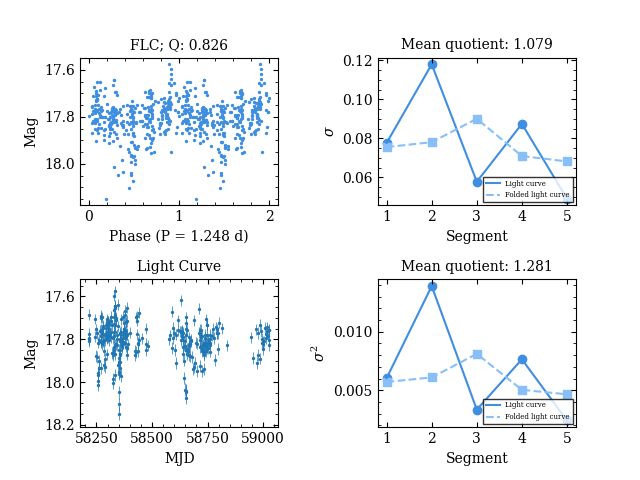 FLC; Q: 0.826
17.6
17.8
18.0
Mag
0
1
2
Phase (P = 1.248 d)
Mean quotient: 1.079
0.12
0.10
0.08
0.06
σ
Light curve
Folded light curve
1
2
3
4
5
Segment
Light Curve
17.6
17.8
18.0
18.2
Mag
58250
58500
58750
59000
MJD
Mean quotient: 1.281
0.010
0.005
σ²
Light curve
Folded light curve
1
2
3
4
5
Segment